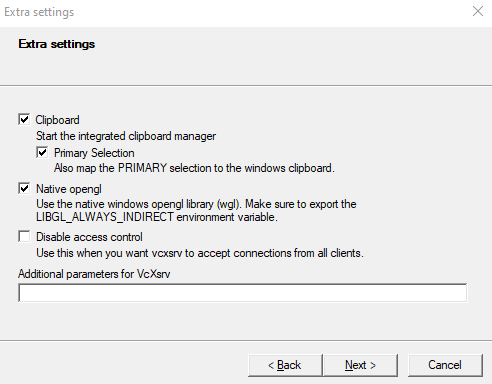 Extra settings
Extra settings
Clipboard
Start the integrated clipboard manager
Primary Selection
Also map the PRIMARY selection to the windows clipboard.
Native opengl
Use the native windows opengl library (wgl). Make sure to export the
LIBGL_ALWAYS_INDIRECT environment variable.
Disable access control
Use this when you want vcxsrv to accept connections from all clients.
Additional parameters for VcXsrv
< Back
Next >
Cancel